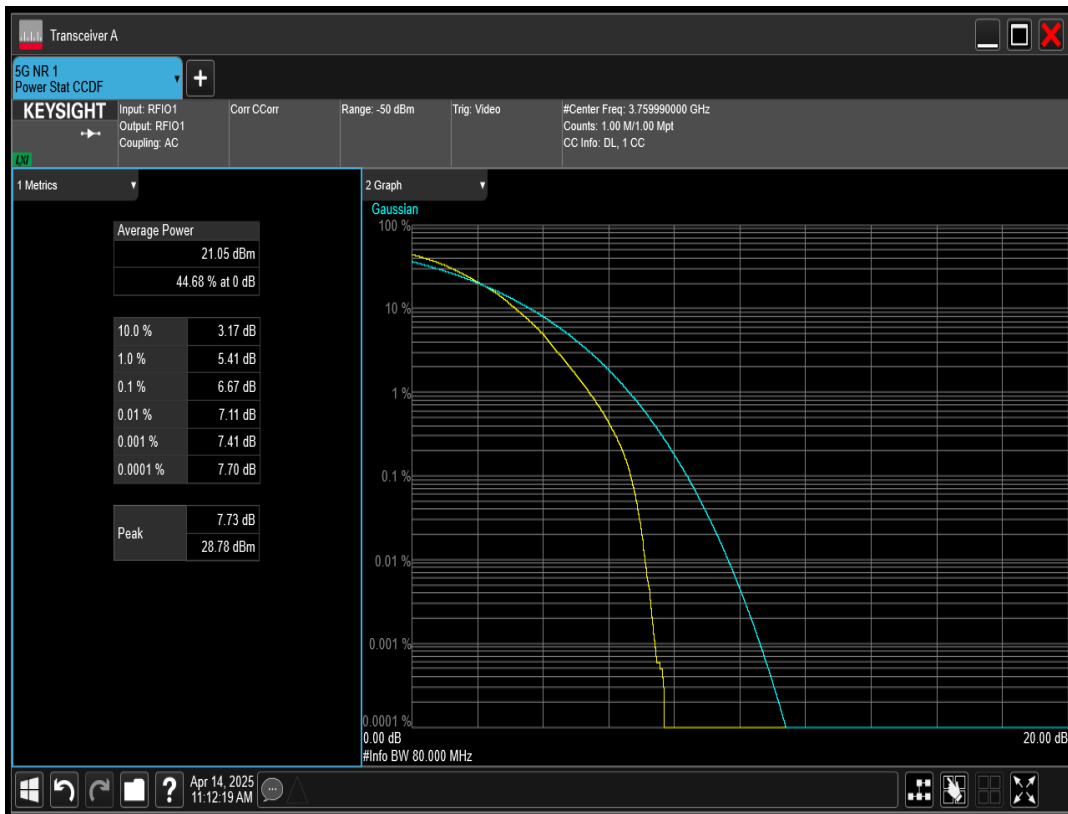 Transceiver A
5G NR 1
Power Stat CCDF
KEYSIGHT
LXI
Input: RFIO1
Output: RFIO1
Coupling: AC
Corr CCorr
Range: -50 dBm
Trig: Video
#Center Freq: 3.759990000 GHz
Counts: 1.00 M/1.00 Mpt
CC Info: DL, 1 CC
1 Metrics
Average Power
21.05 dBm
44.68 % at 0 dB
10.0 % 3.17 dB
1.0 % 5.41 dB
0.1 % 6.67 dB
0.01 % 7.11 dB
0.001 % 7.41 dB
0.0001 % 7.70 dB
Peak
7.73 dB
28.78 dBm
2 Graph
Gaussian
100 %
10 %
1 %
0.1 %
0.01 %
0.001 %
0.0001 %
0.00 dB 20.00 dB
#Info BW 80.000 MHz
?
Apr 14, 2025
11:12:19 AM